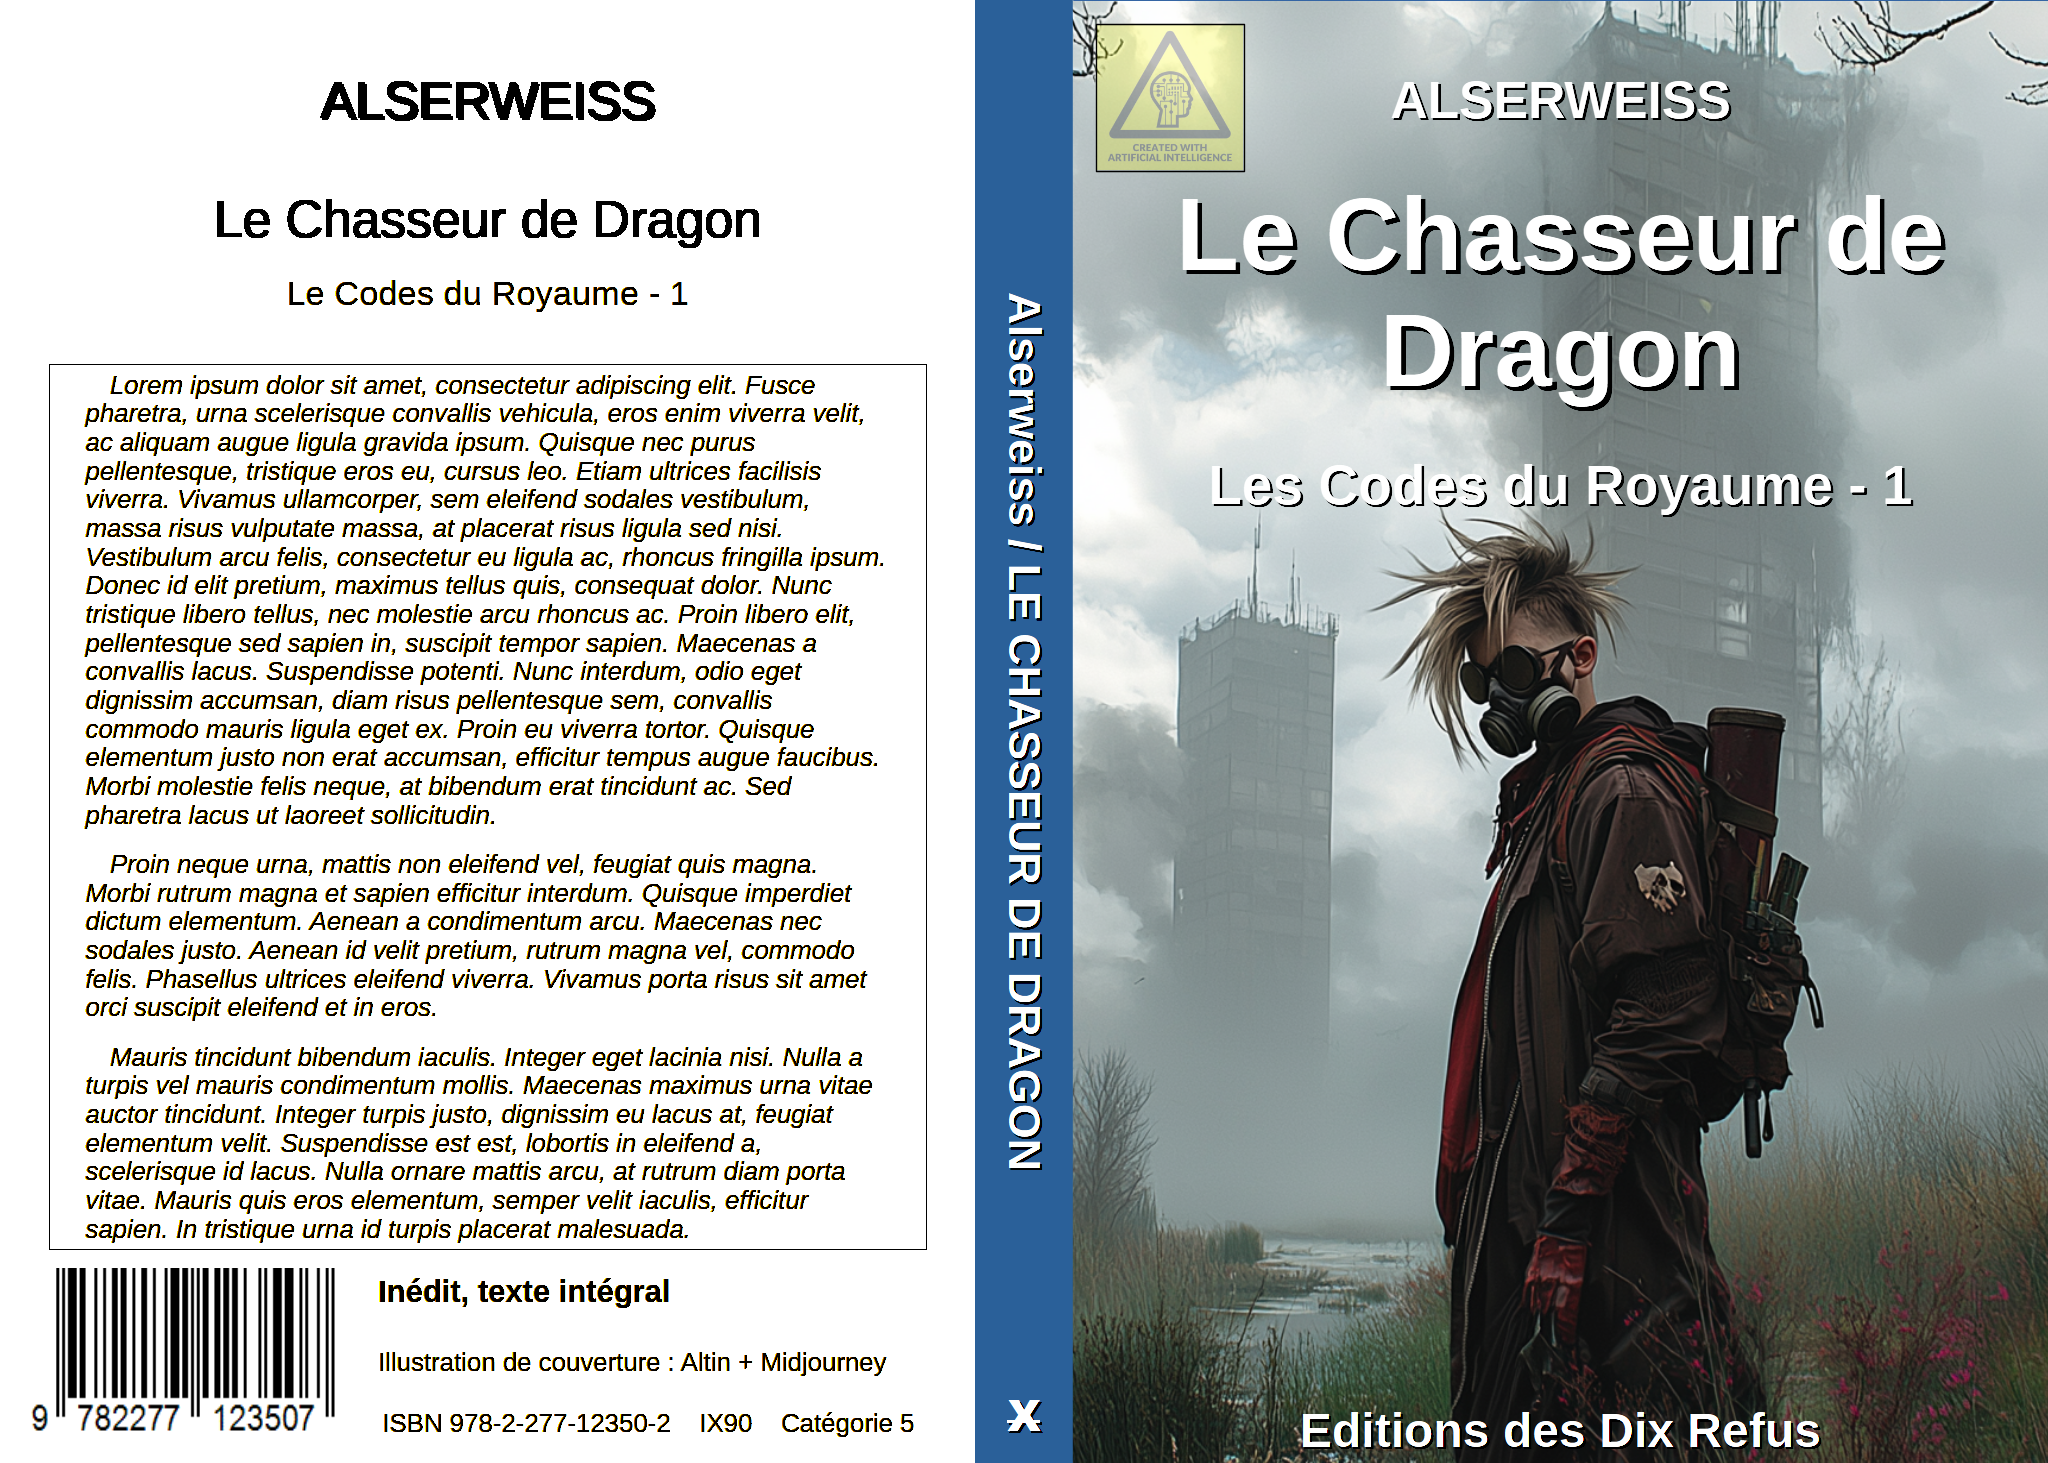 ALSERWEISS
Le Chasseur de Dragon
Le Codes du Royaume - 1
Lorem ipsum dolor sit amet, consectetur adipiscing elit. Fusce
pharetra, urna scelerisque convallis vehicula, eros enim viverra velit,
ac aliquam augue ligula gravida ipsum. Quisque nec purus
pellentesque, tristique eros eu, cursus leo. Etiam ultrices facilisis
viverra. Vivamus ullamcorper, sem eleifend sodales vestibulum,
massa risus vulputate massa, at placerat risus ligula sed nisi.
Vestibulum arcu felis, consectetur eu ligula ac, rhoncus fringilla ipsum.
Donec id elit pretium, maximus tellus quis, consequat dolor. Nunc
tristique libero tellus, nec molestie arcu rhoncus ac. Proin libero elit,
pellentesque sed sapien in, suscipit tempor sapien. Maecenas a
convallis lacus. Suspendisse potenti. Nunc interdum, odio eget
dignissim accumsan, diam risus pellentesque sem, convallis
commodo mauris ligula eget ex. Proin eu viverra tortor. Quisque
elementum justo non erat accumsan, efficitur tempus augue faucibus.
Morbi molestie felis neque, at bibendum erat tincidunt ac. Sed
pharetra lacus ut laoreet sollicitudin.
Proin neque urna, mattis non eleifend vel, feugiat quis magna.
Morbi rutrum magna et sapien efficitur interdum. Quisque imperdiet
dictum elementum. Aenean a condimentum arcu. Maecenas nec
sodales justo. Aenean id velit pretium, rutrum magna vel, commodo
felis. Phasellus ultrices eleifend viverra. Vivamus porta risus sit amet
orci suscipit eleifend et in eros.
Mauris tincidunt bibendum iaculis. Integer eget lacinia nisi. Nulla a
turpis vel mauris condimentum mollis. Maecenas maximus urna vitae
auctor tincidunt. Integer turpis justo, dignissim eu lacus at, feugiat
elementum velit. Suspendisse est est, lobortis in eleifend a,
scelerisque id lacus. Nulla ornare mattis arcu, at rutrum diam porta
vitae. Mauris quis eros elementum, semper velit iaculis, efficitur
sapien. In tristique urna id turpis placerat malesuada.
Inédit, texte intégral
Illustration de couverture : Altin + Midjourney
ISBN 978-2-277-12350-2 IX90 Catégorie 5
9 782277 123507
Alserweiss / LE CHASSEUR DE DRAGON
X
CREATED WITH
ARTIFICIAL INTELLIGENCE
ALSERWEISS
Le Chasseur de
Dragon
Les Codes du Royaume - 1
Editions des Dix Refus